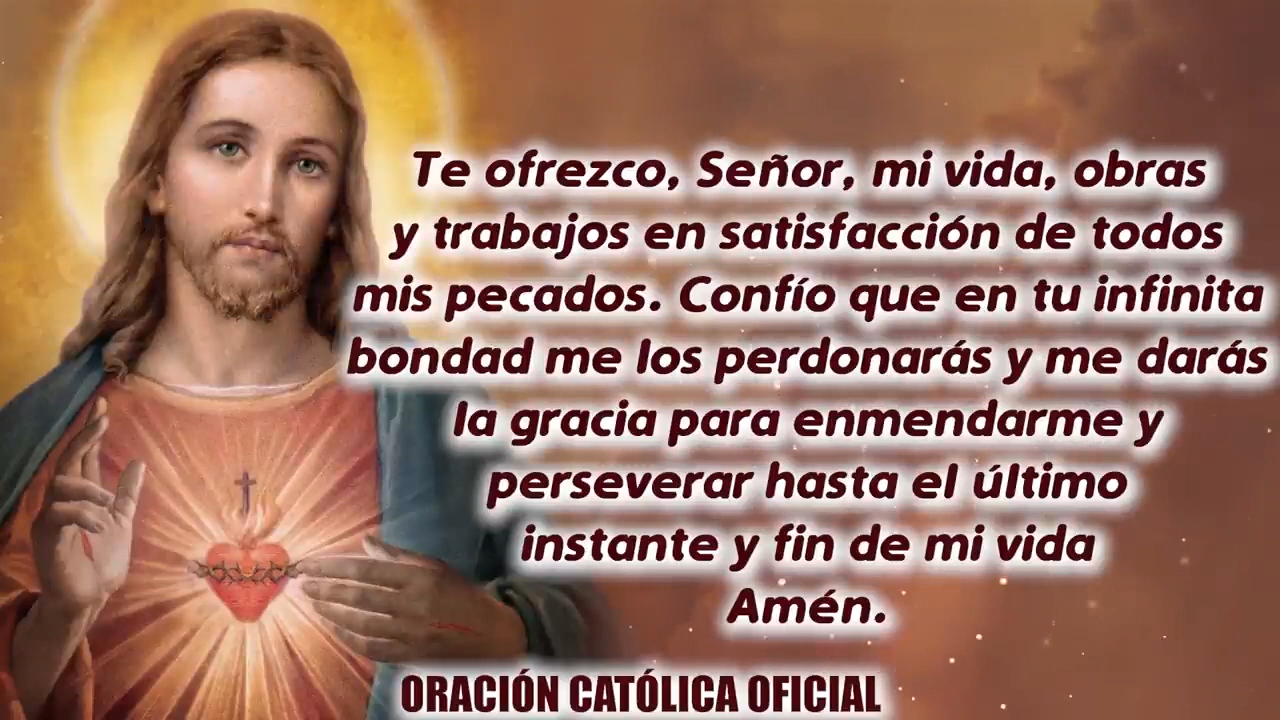 Te ofrezco, Señor, mi vida, obras
y trabajos en satisfacción de todos
mis pecados. Confío que en tu infinita
bondad me los perdonarás y me darás
la gracia para enmendarme y
perseverar hasta el último
instante y fin de mi vida
Amén.
ORACIÓN CATÓLICA OFICIAL